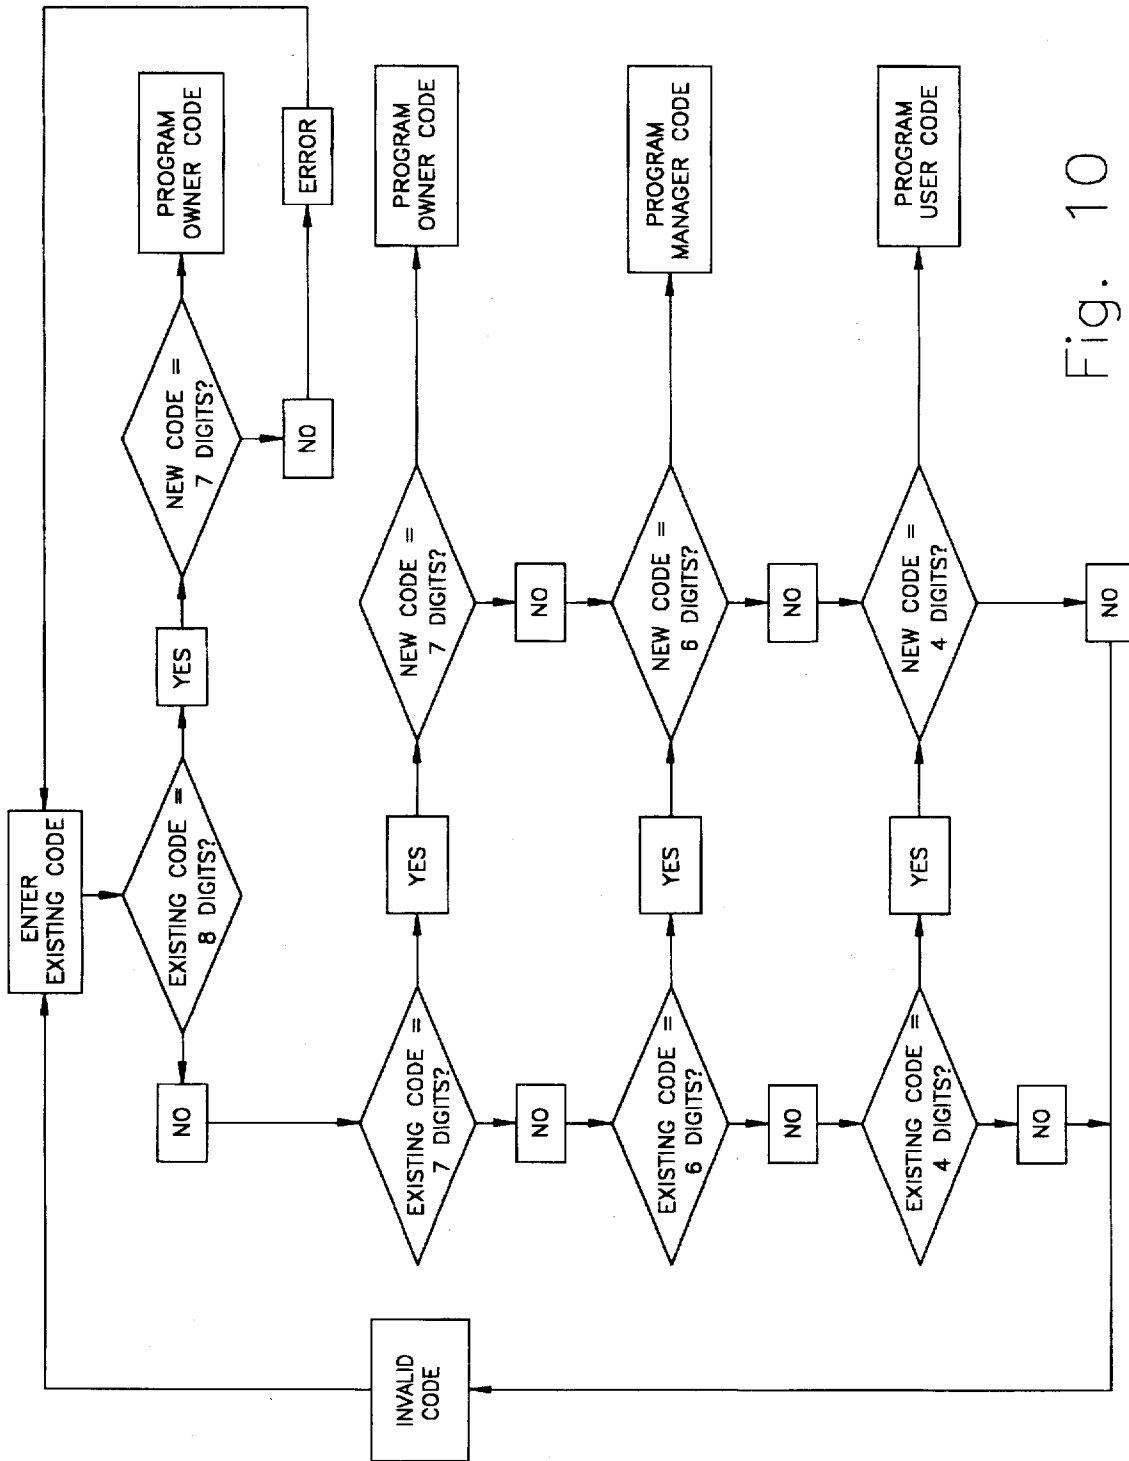 ENTER
EXISTING CODE
EXISTING CODE =
8 DIGITS?
YES
NEW CODE =
7 DIGITS?
PROGRAM
OWNER CODE
NO
ERROR
NO
EXISTING CODE =
7 DIGITS?
YES
NEW CODE =
7 DIGITS?
PROGRAM
OWNER CODE
NO
NO
EXISTING CODE =
6 DIGITS?
YES
NEW CODE =
6 DIGITS?
PROGRAM
MANAGER CODE
NO
NO
EXISTING CODE =
4 DIGITS?
YES
NEW CODE =
4 DIGITS?
PROGRAM
USER CODE
NO
NO
INVALID
CODE
Fig. 10